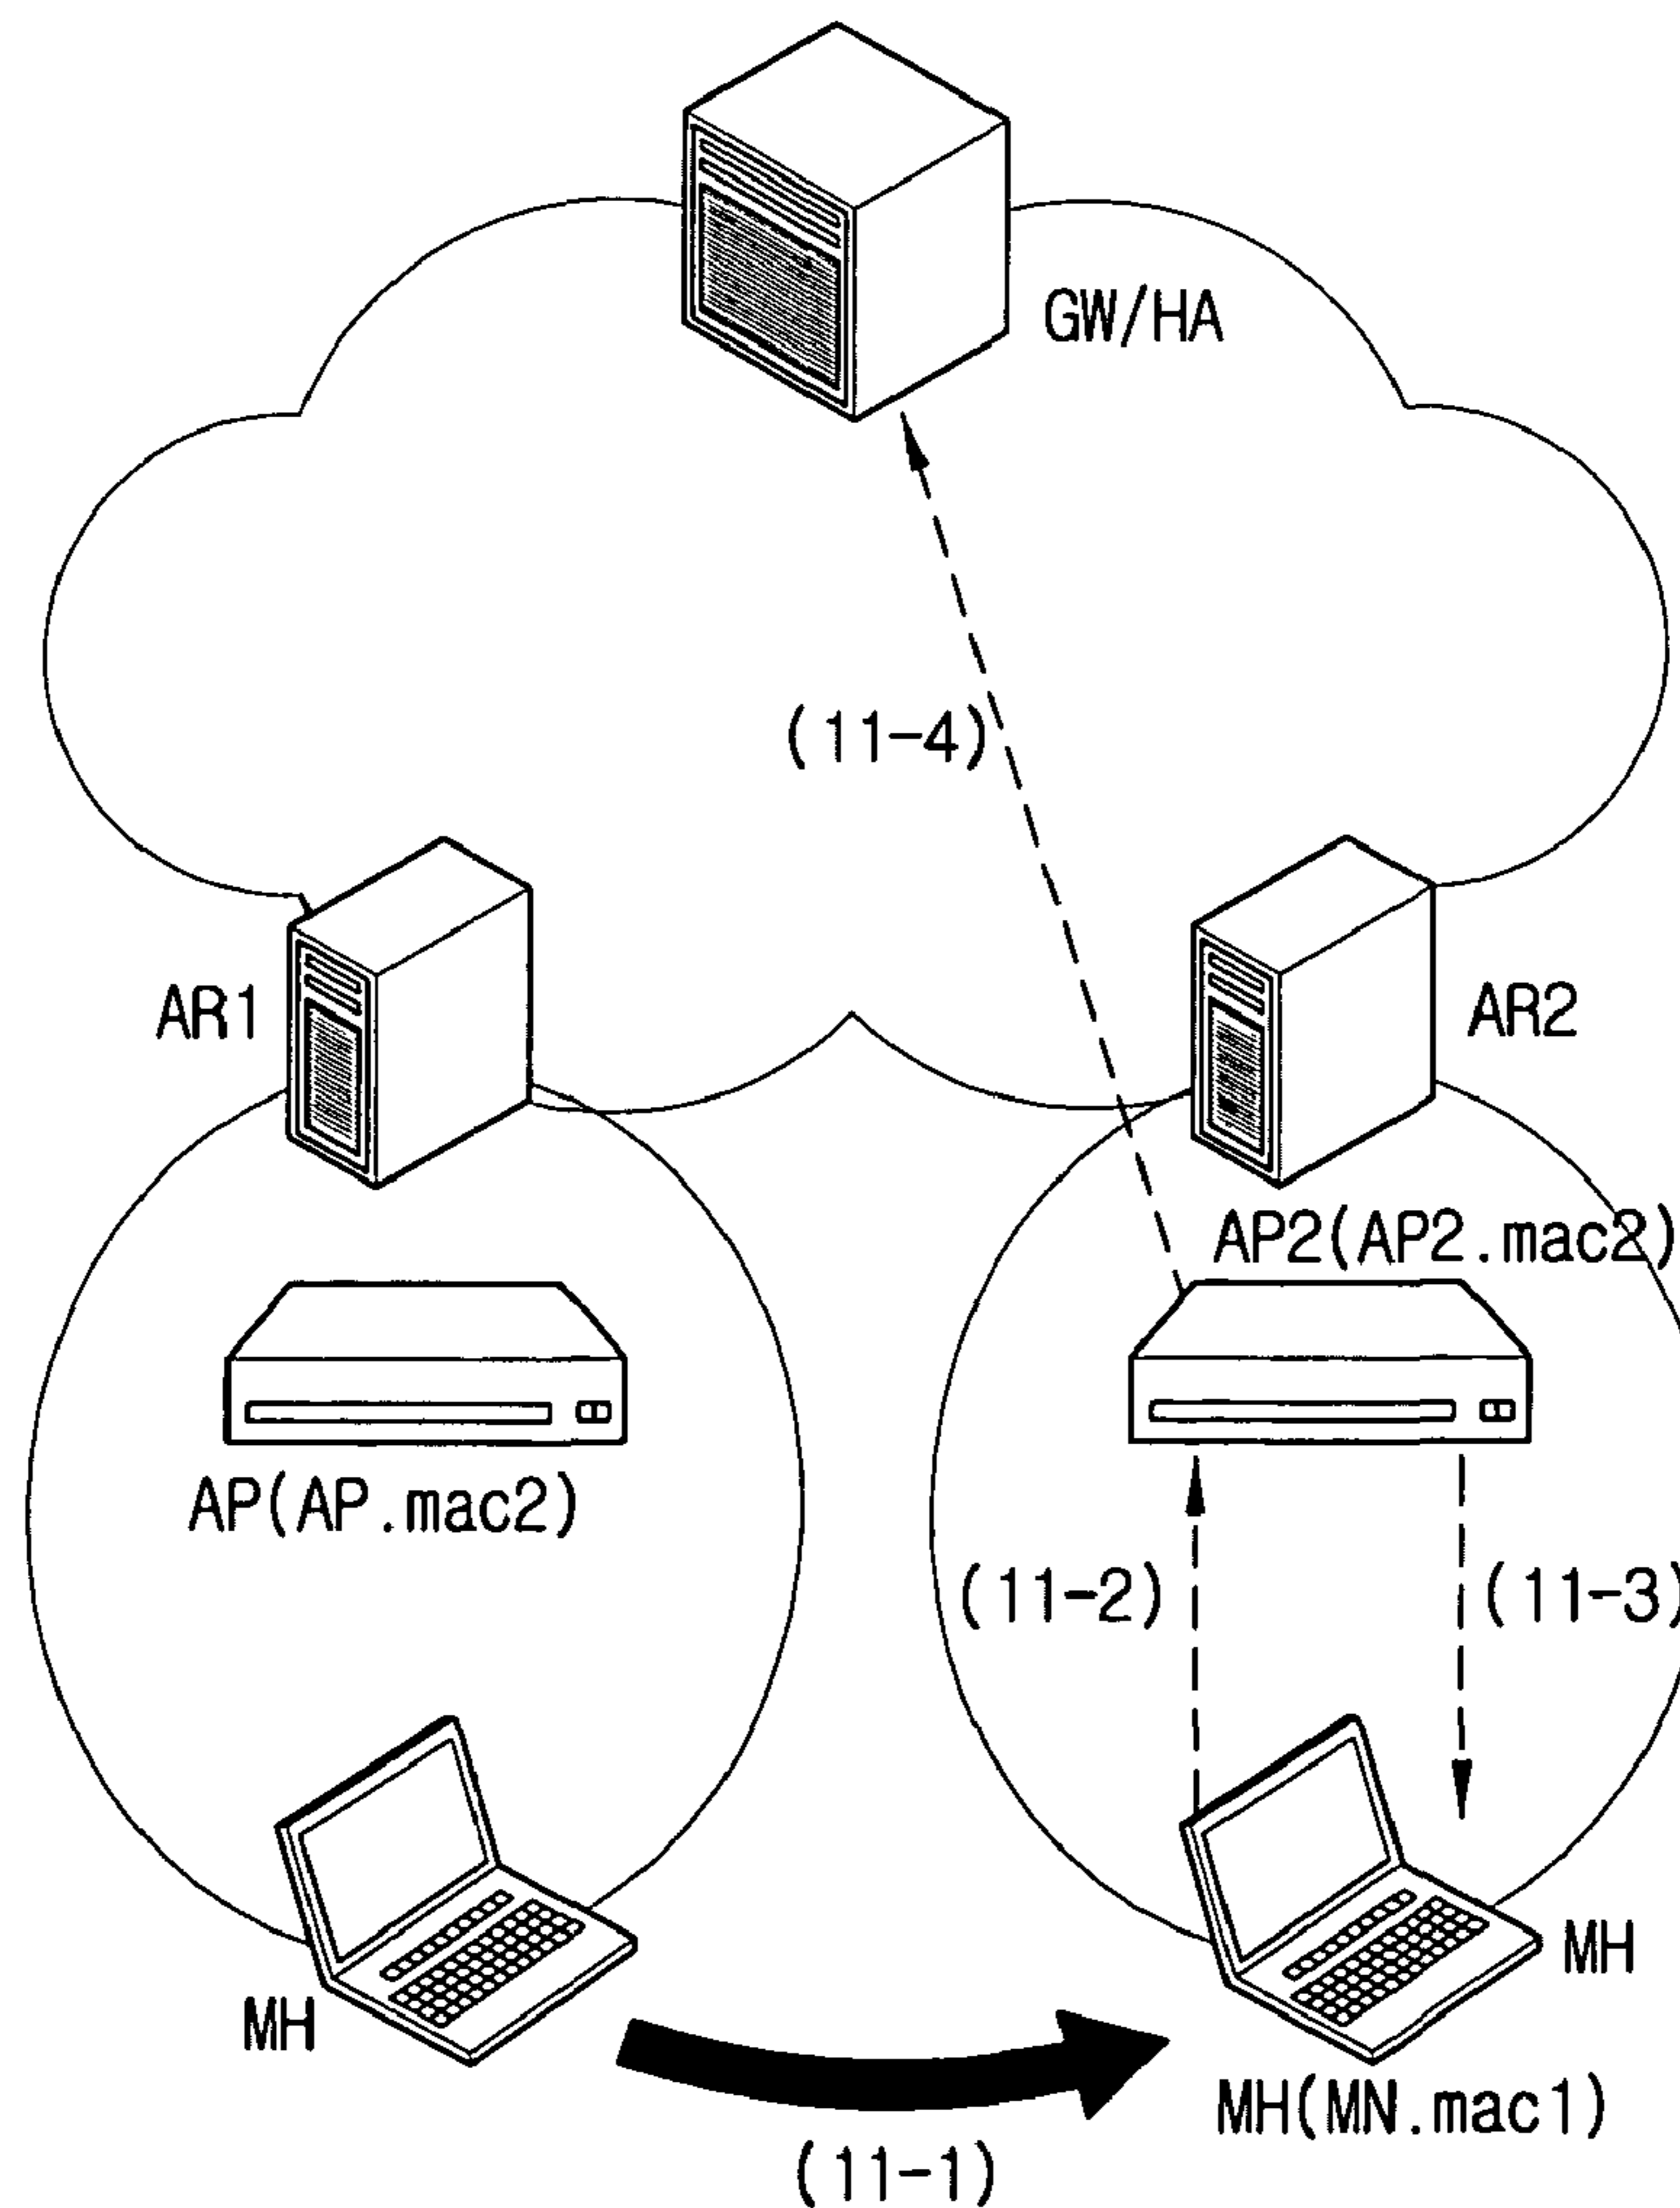 GW/HA
(11-4)
AR1
AR2
AP2(AP2.mac2)
AP(AP.mac2)
(11-2)
(11-3)
MH
MH
MH(MN.mac1)
(11-1)